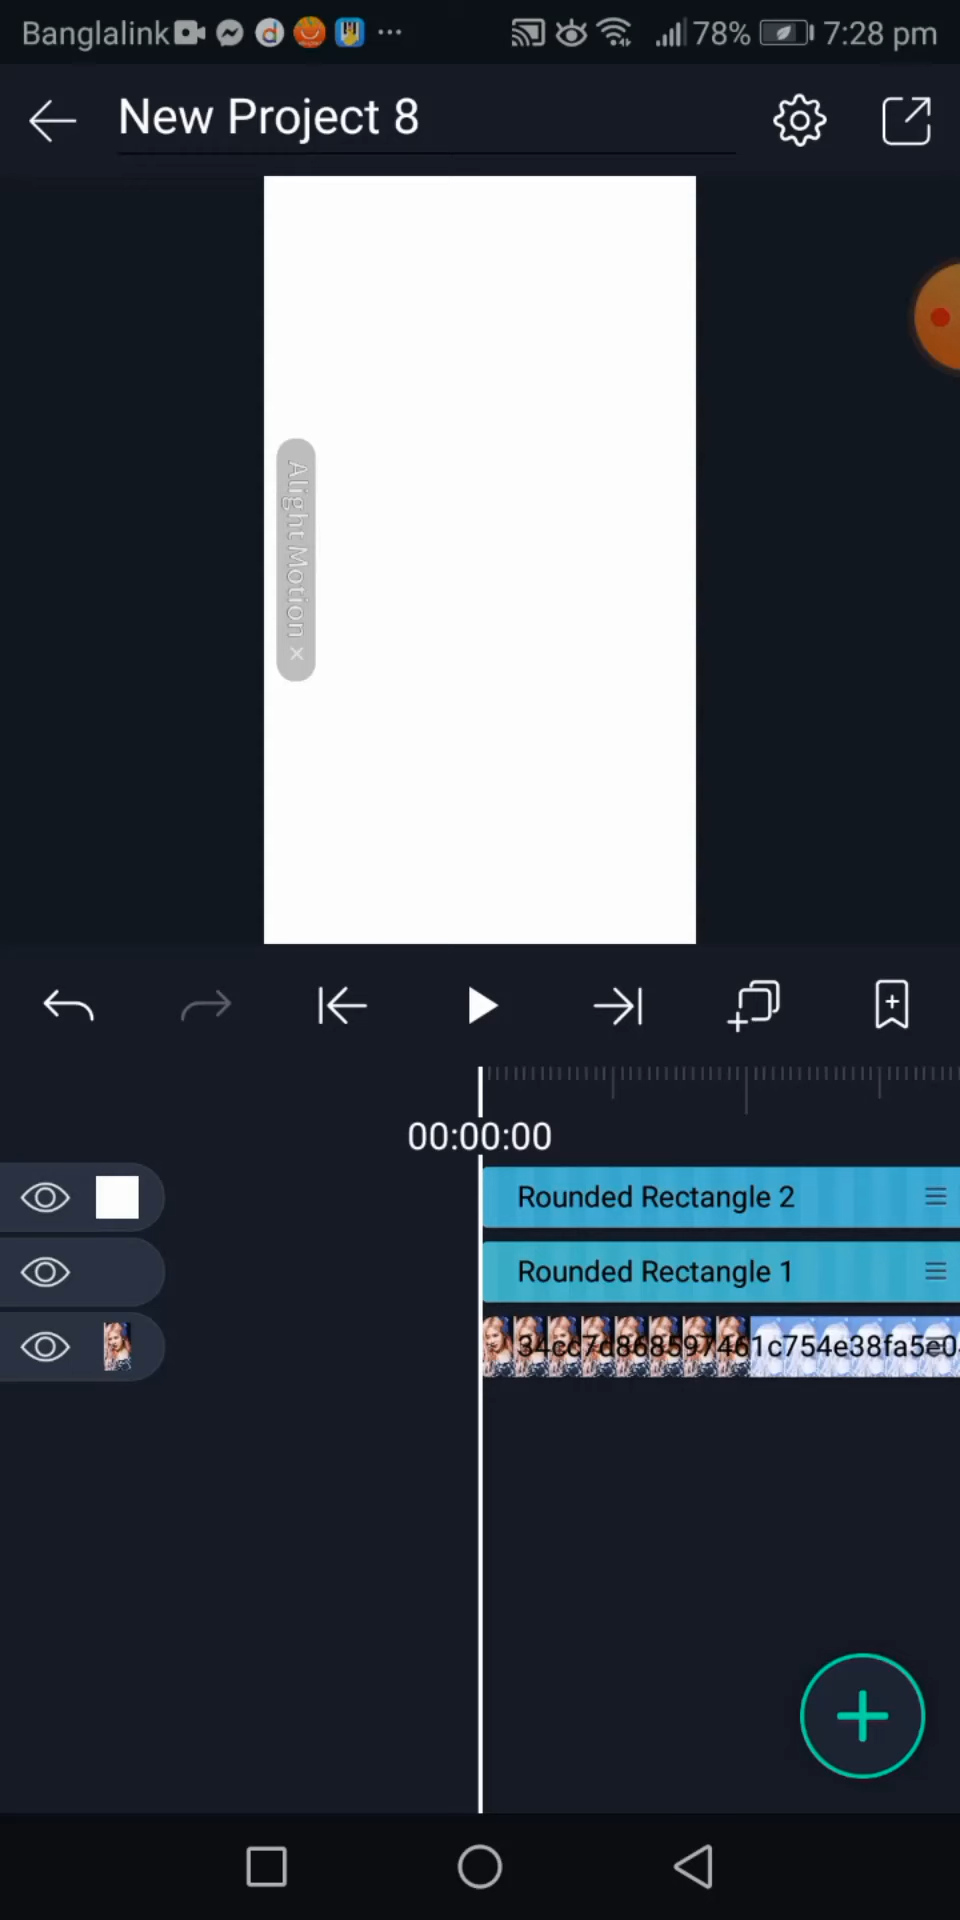 Banglalink 78% 7:28 pm
New Project 8
Alight Motion ×
00:00:00
Rounded Rectangle 2
Rounded Rectangle 1
34cc7d868597461c754e38fa5e0